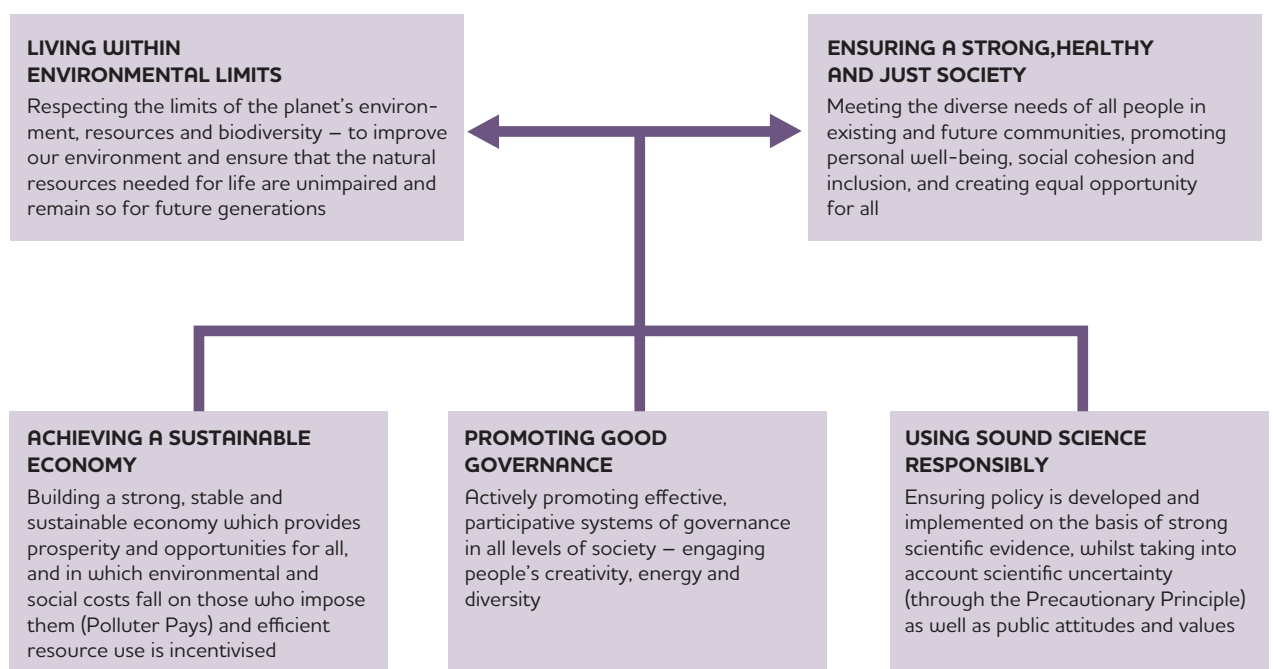 LIVING WITHIN
ENVIRONMENTAL LIMITS
Respecting the limits of the planet's environ-
ment, resources and biodiversity – to improve
our environment and ensure that the natural
resources needed for life are unimpaired and
remain so for future generations
ENSURING A STRONG,HEALTHY
AND JUST SOCIETY
Meeting the diverse needs of all people in
existing and future communities, promoting
personal well-being, social cohesion and
inclusion, and creating equal opportunity
for all
ACHIEVING A SUSTAINABLE
ECONOMY
Building a strong, stable and
sustainable economy which provides
prosperity and opportunities for all,
and in which environmental and
social costs fall on those who impose
them (Polluter Pays) and efficient
resource use is incentivised
PROMOTING GOOD
GOVERNANCE
Actively promoting effective,
participative systems of governance
in all levels of society – engaging
people's creativity, energy and
diversity
USING SOUND SCIENCE
RESPONSIBLY
Ensuring policy is developed and
implemented on the basis of strong
scientific evidence, whilst taking into
account scientific uncertainty
(through the Precautionary Principle)
as well as public attitudes and values